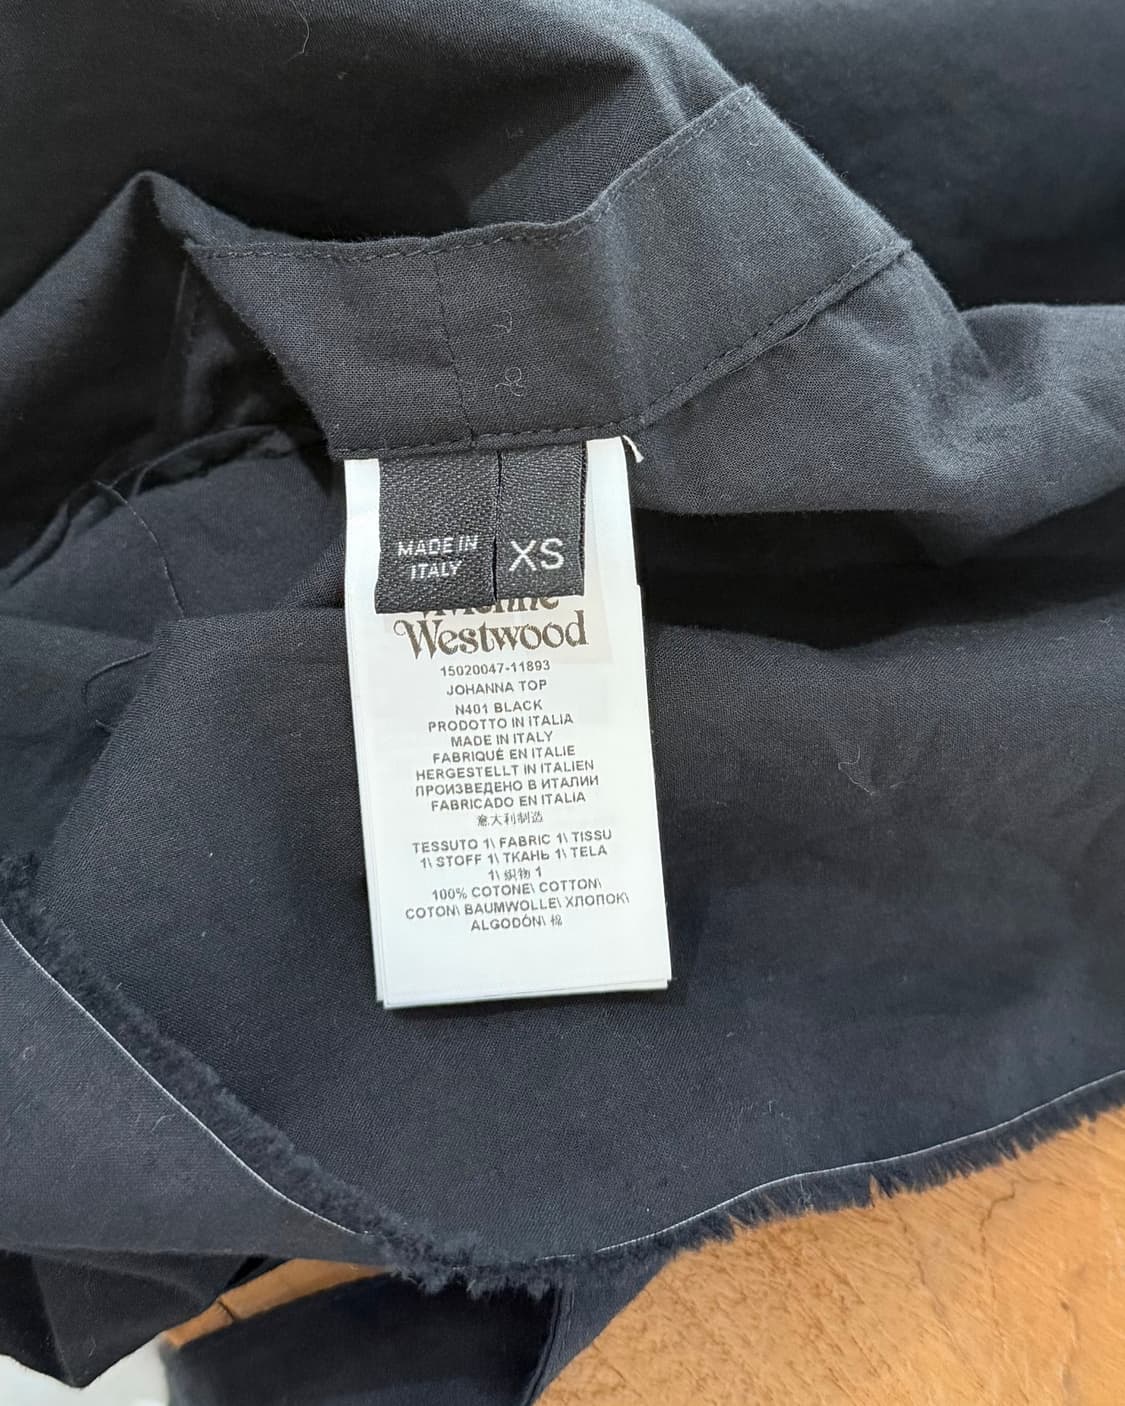 MADE IN
ITALY
XS
Vivienne
Westwood
15020047-11893
JOHANNA TOP
N401 BLACK
PRODOTTO IN ITALIA
MADE IN ITALY
FABRIQUÉ EN ITALIE
HERGESTELLT IN ITALIEN
ПРОИЗВЕДЕНО В ИТАЛИИ
FABRICADO EN ITALIA
意大利制造
TESSUTO 1\ FABRIC 1\ TISSU
1\ STOFF 1\ ТКАНЬ 1\ TELA
1\ 织物 1
100% COTONE\ COTTON\
COTON\ BAUMWOLLE\ ХЛОПОК\
ALGODÓN\ 棉